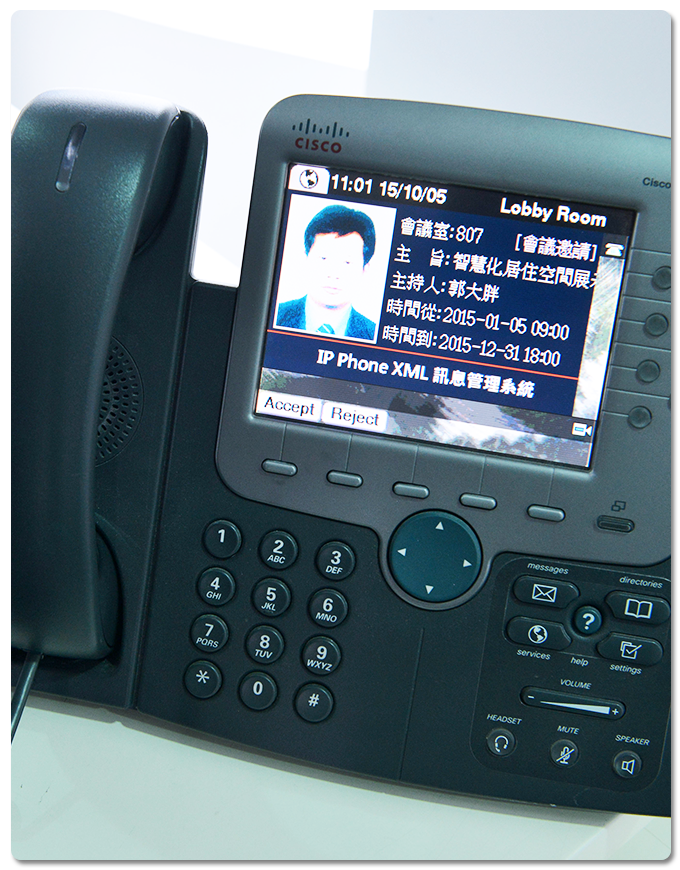 CISCO
Cisco
11:01 15/10/05
Lobby Room
會議室:807 [會議邀請]
主 旨:智慧化居住空間展
主持人:郭大胖
時間從:2015-01-05 09:00
時間到:2015-12-31 18:00
IP Phone XML 訊息管理系統
Accept Reject
1
2 ABC
3 DEF
4 GHI
5 JKL
6 MNO
7 PQRS
8 TUV
9 WXYZ
*
0
#
messages
directories
?
services
help
settings
VOLUME
- +
HEADSET
MUTE
SPEAKER